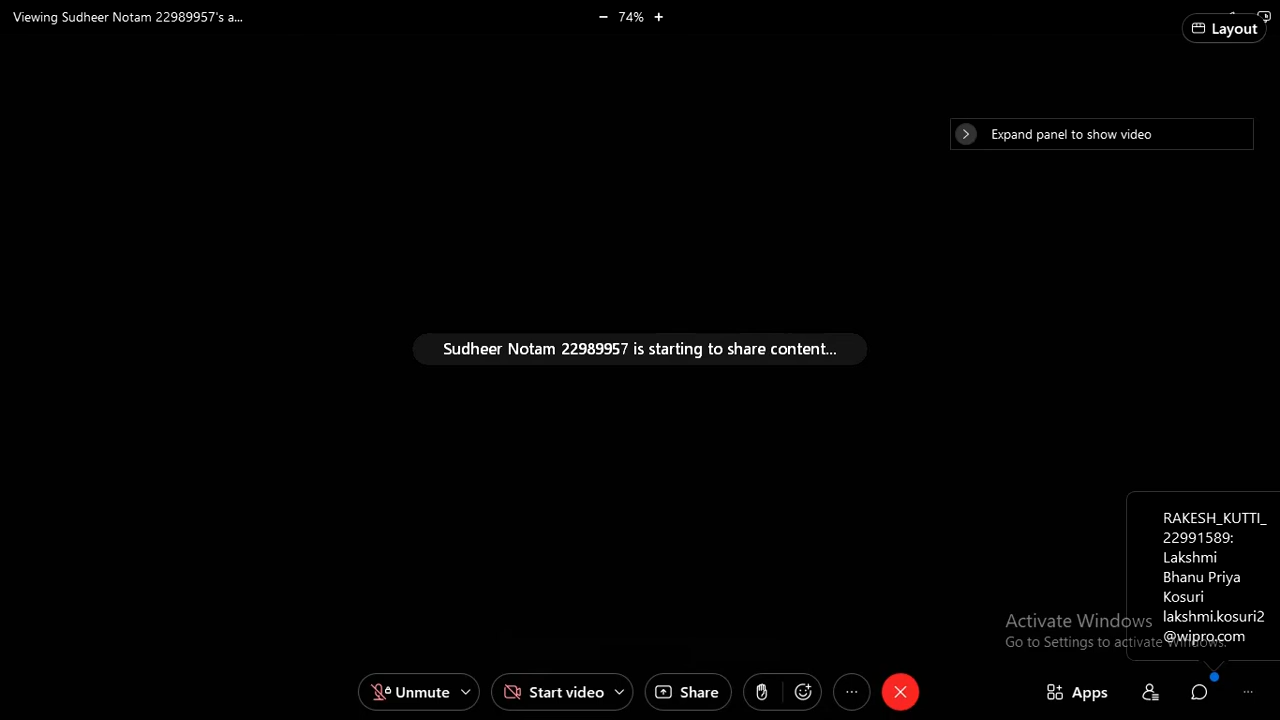 Viewing Sudheer Notam 22989957's a...
74%
Layout
Expand panel to show video
Sudheer Notam 22989957 is starting to share content...
RAKESH_KUTTI_
22991589:
Lakshmi
Bhanu Priya
Kosuri
lakshmi.kosuri2
@wipro.com
Activate Windows
Go to Settings to activate Windows.
Unmute
Start video
Share
Apps